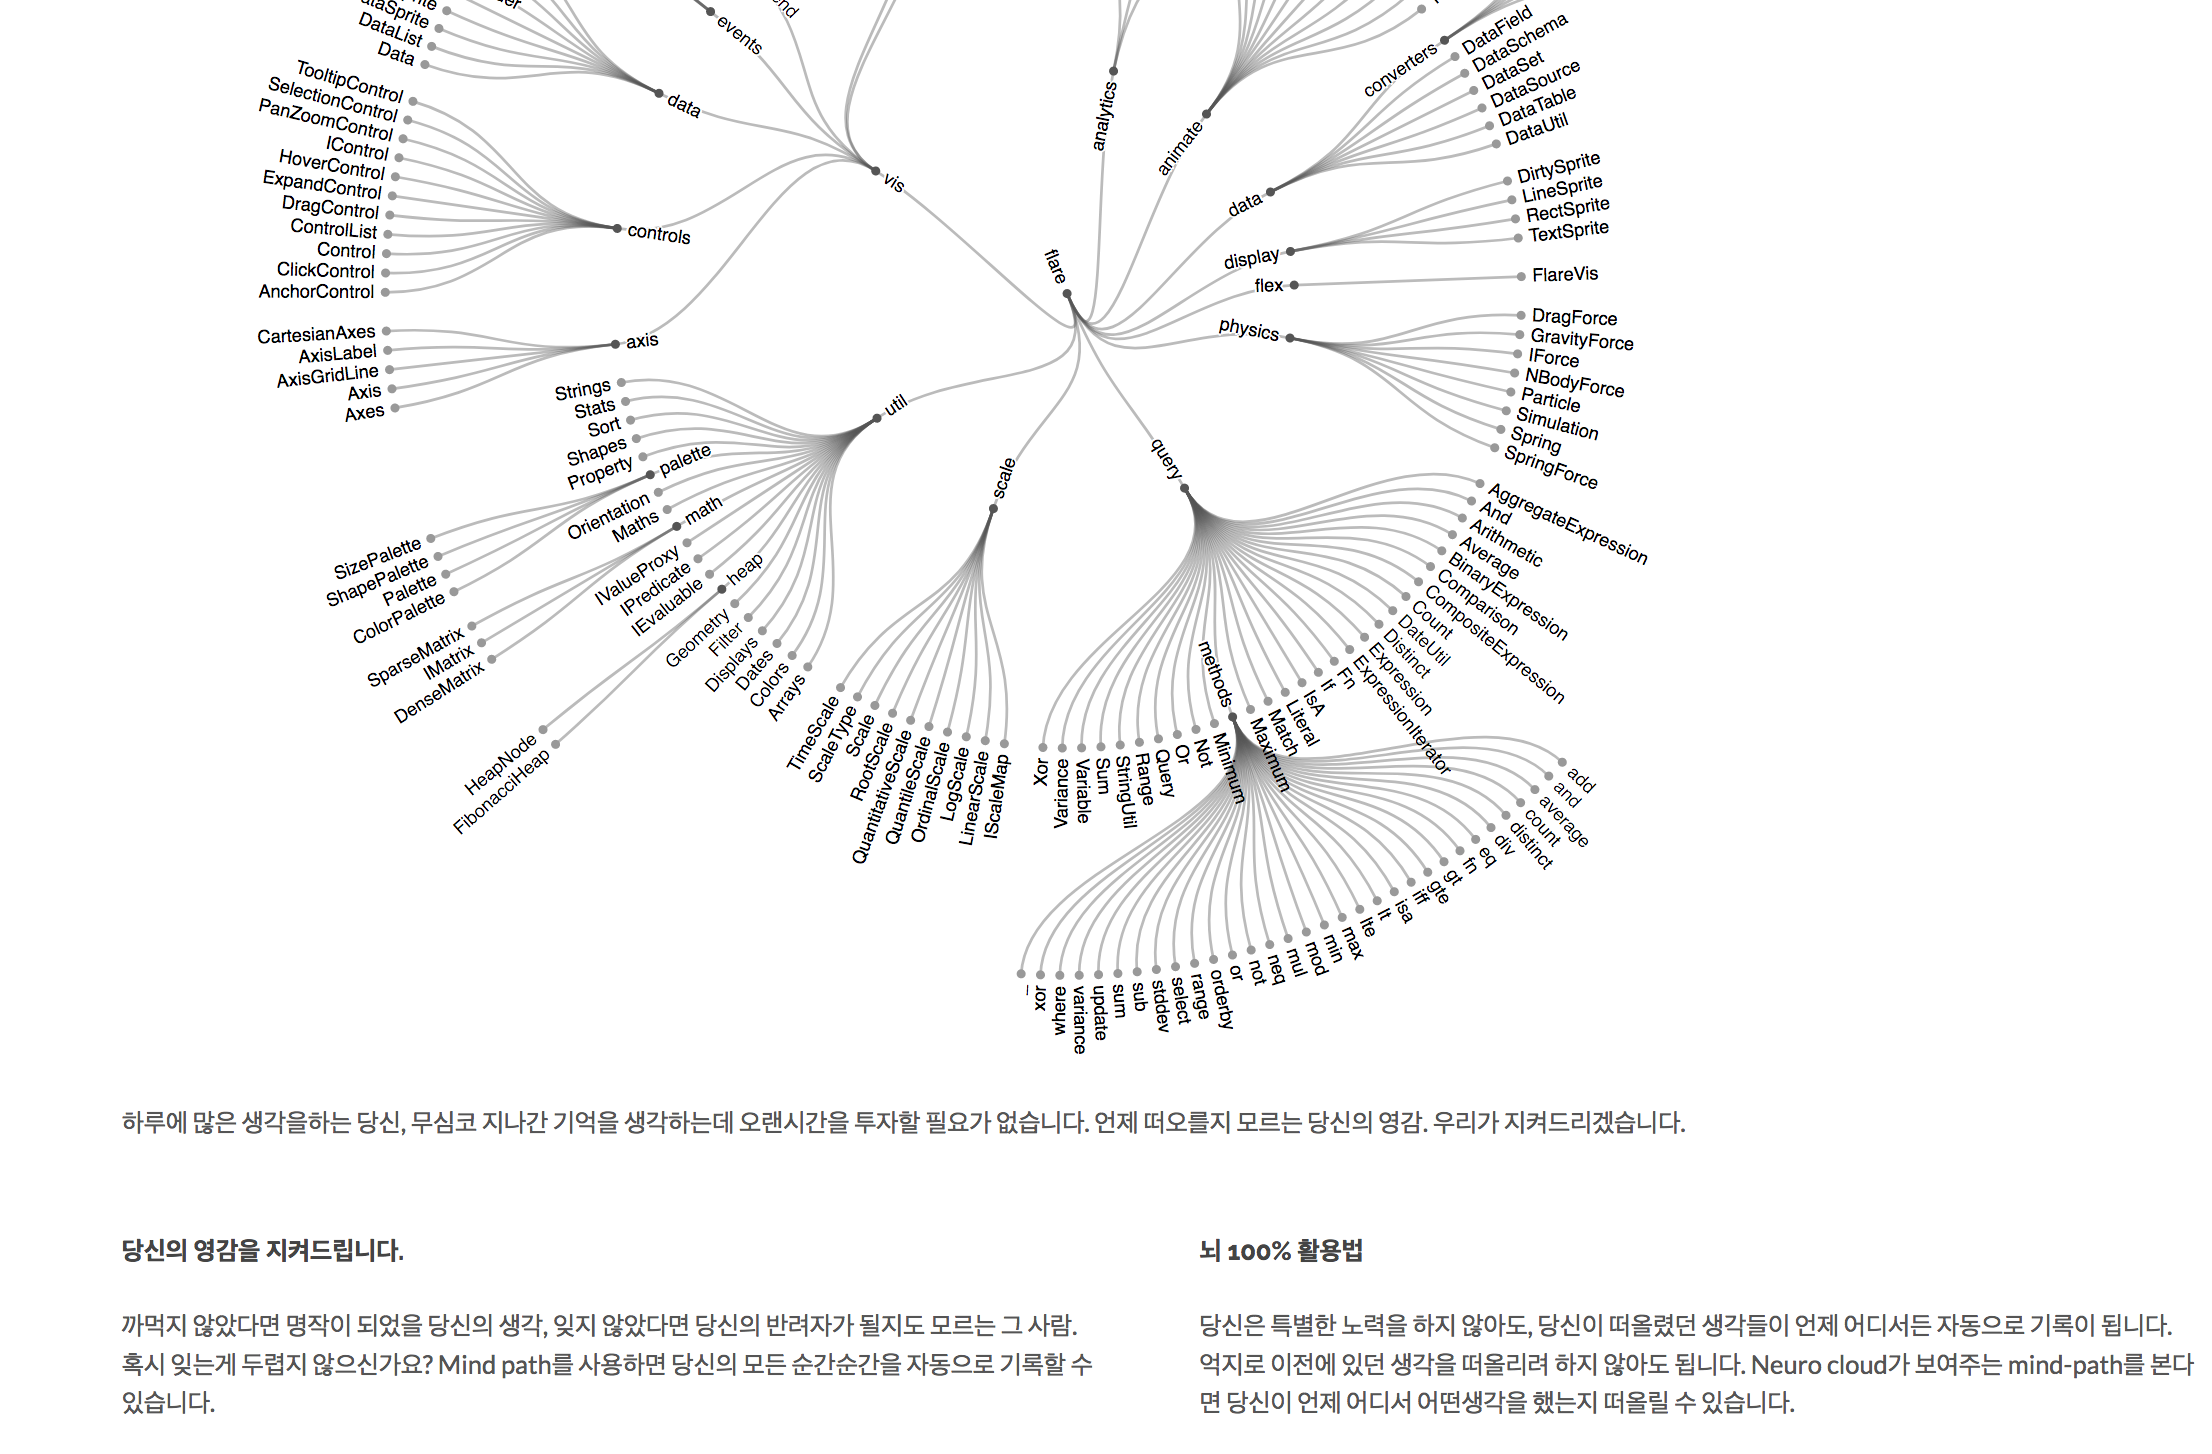 events
DataList
Data
data
TooltipControl
SelectionControl
PanZoomControl
IControl
HoverControl
ExpandControl
DragControl
ControlList
Control
ClickControl
AnchorControl
controls
vis
CartesianAxes
AxisLabel
AxisGridLine
Axis
Axes
axis
flare
analytics
animate
converters
DataField
DataSchema
DataSet
DataSource
DataTable
DataUtil
data
DirtySprite
LineSprite
RectSprite
TextSprite
display
flex
FlareVis
physics
DragForce
GravityForce
IForce
NBodyForce
Particle
Simulation
Spring
SpringForce
util
Strings
Stats
Sort
Shapes
Property
palette
SizePalette
ShapePalette
Palette
ColorPalette
Orientation
Maths
math
SparseMatrix
IMatrix
DenseMatrix
IValueProxy
IPredicate
IEvaluable
heap
HeapNode
FibonacciHeap
Geometry
Filter
Displays
Dates
Colors
Arrays
scale
TimeScale
ScaleType
Scale
RootScale
QuantitativeScale
QuantileScale
OrdinalScale
LogScale
LinearScale
IScaleMap
query
AggregateExpression
And
Arithmetic
Average
BinaryExpression
Comparison
CompositeExpression
Count
DateUtil
Distinct
Expression
ExpressionIterator
Fn
If
IsA
Literal
Match
Maximum
methods
Minimum
Not
Or
Query
Range
StringUtil
Sum
Variable
Variance
Xor
add
and
average
count
distinct
div
eq
fn
gt
gte
iff
isa
lt
lte
max
min
mod
mul
neq
not
or
orderby
range
select
stddev
sub
sum
update
variance
where
xor
_
하루에 많은 생각을하는 당신, 무심코 지나간 기억을 생각하는데 오랜시간을 투자할 필요가 없습니다. 언제 떠오를지 모르는 당신의 영감. 우리가 지켜드리겠습니다.
당신의 영감을 지켜드립니다.
까먹지 않았다면 명작이 되었을 당신의 생각, 잊지 않았다면 당신의 반려자가 될지도 모르는 그 사람.
혹시 잊는게 두렵지 않으신가요? Mind path를 사용하면 당신의 모든 순간순간을 자동으로 기록할 수
있습니다.
뇌 100% 활용법
당신은 특별한 노력을 하지 않아도, 당신이 떠올렸던 생각들이 언제 어디서든 자동으로 기록이 됩니다.
억지로 이전에 있던 생각을 떠올리려 하지 않아도 됩니다. Neuro cloud가 보여주는 mind-path를 본다
면 당신이 언제 어디서 어떤생각을 했는지 떠올릴 수 있습니다.